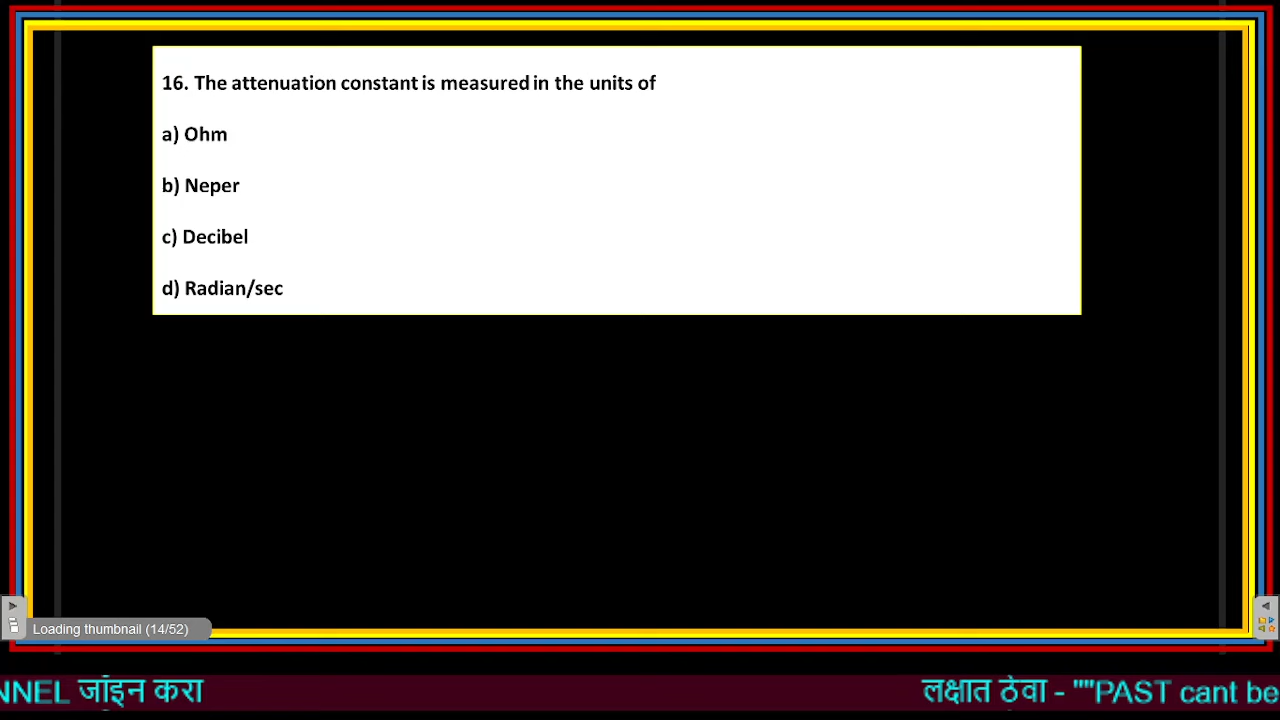 16. The attenuation constant is measured in the units of
a) Ohm
b) Neper
c) Decibel
d) Radian/sec
Loading thumbnail (14/52)
NNEL जॉइन करा लक्षात ठेवा - ""PAST cant be